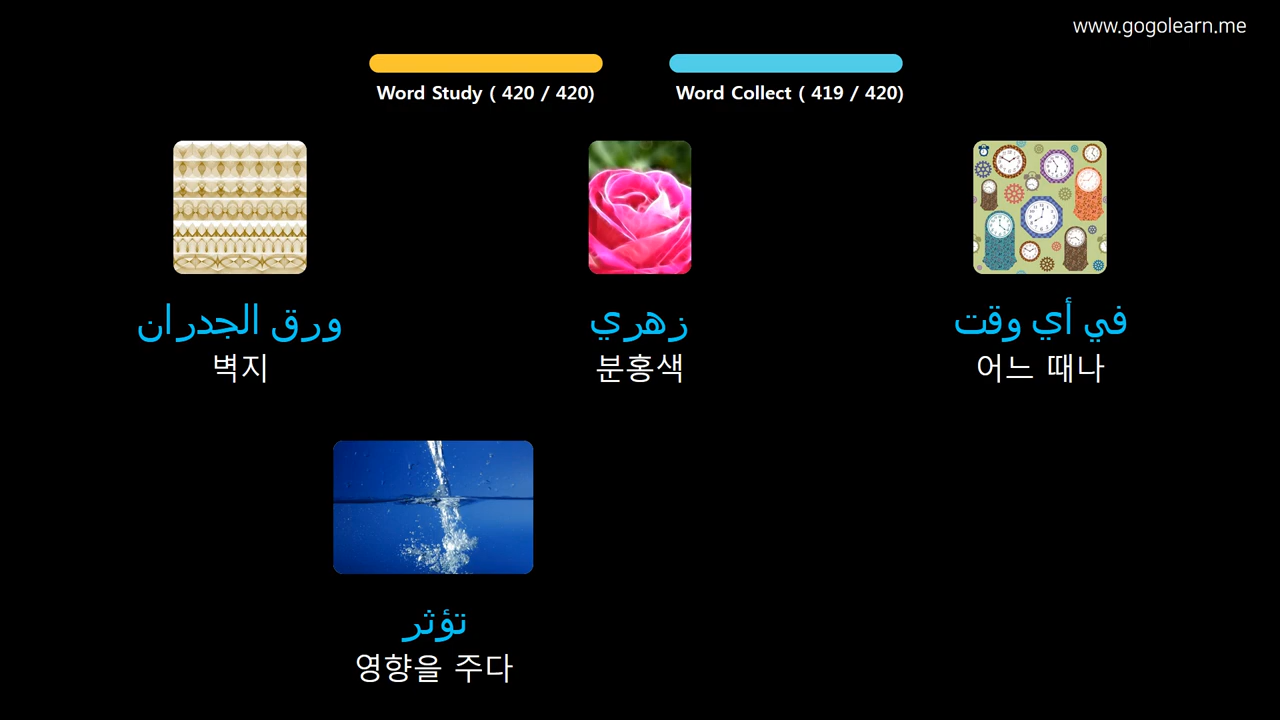 www.gogolearn.me
Word Study ( 420 / 420)
Word Collect ( 419 / 420)
ورق الجدران
벽지
زهري
분홍색
في أي وقت
어느 때나
تؤثر
영향을 주다